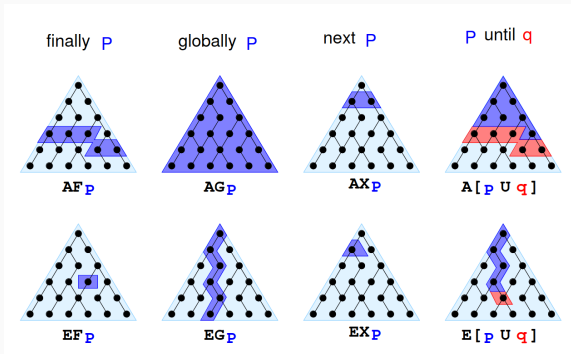 finally P globally P next P P until q
AFP AGP AXP A[P U q]
EFP EGP EXP E[P U q]